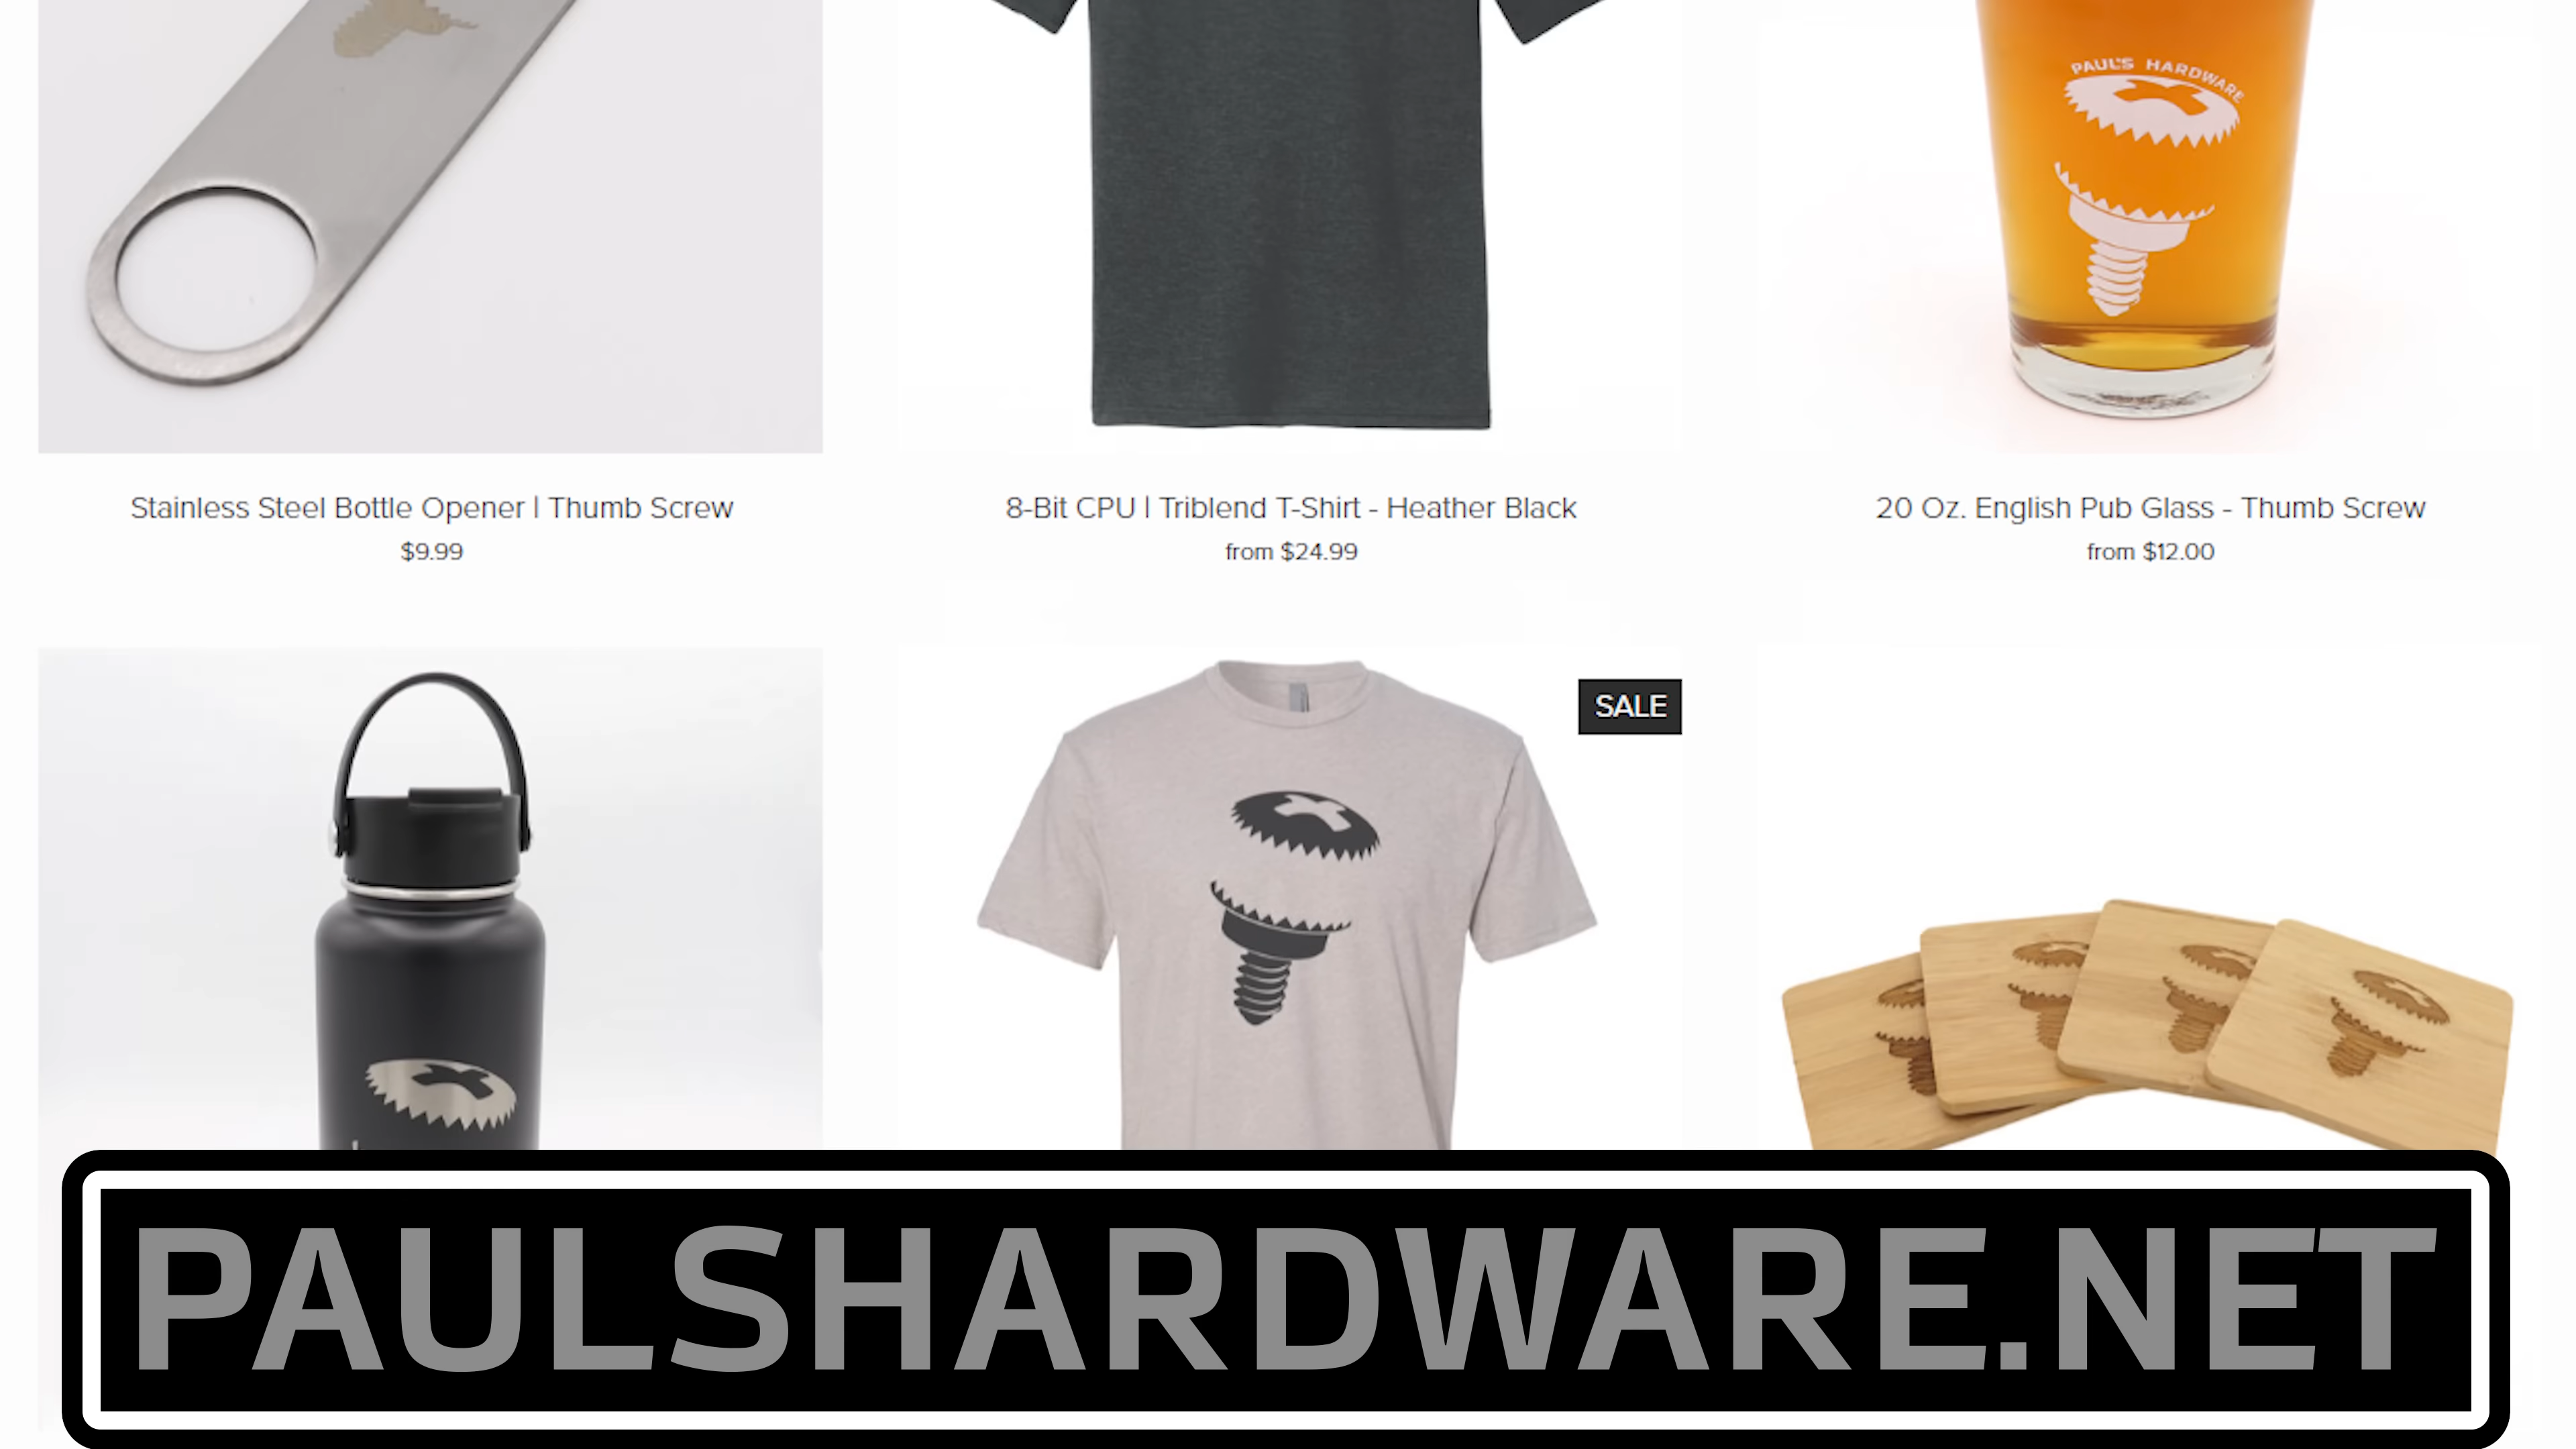 PAUL'S HARDWARE
Stainless Steel Bottle Opener | Thumb Screw
$9.99
8-Bit CPU | Triblend T-Shirt - Heather Black
from $24.99
20 Oz. English Pub Glass - Thumb Screw
from $12.00
SALE
PAULSHARDWARE.NET